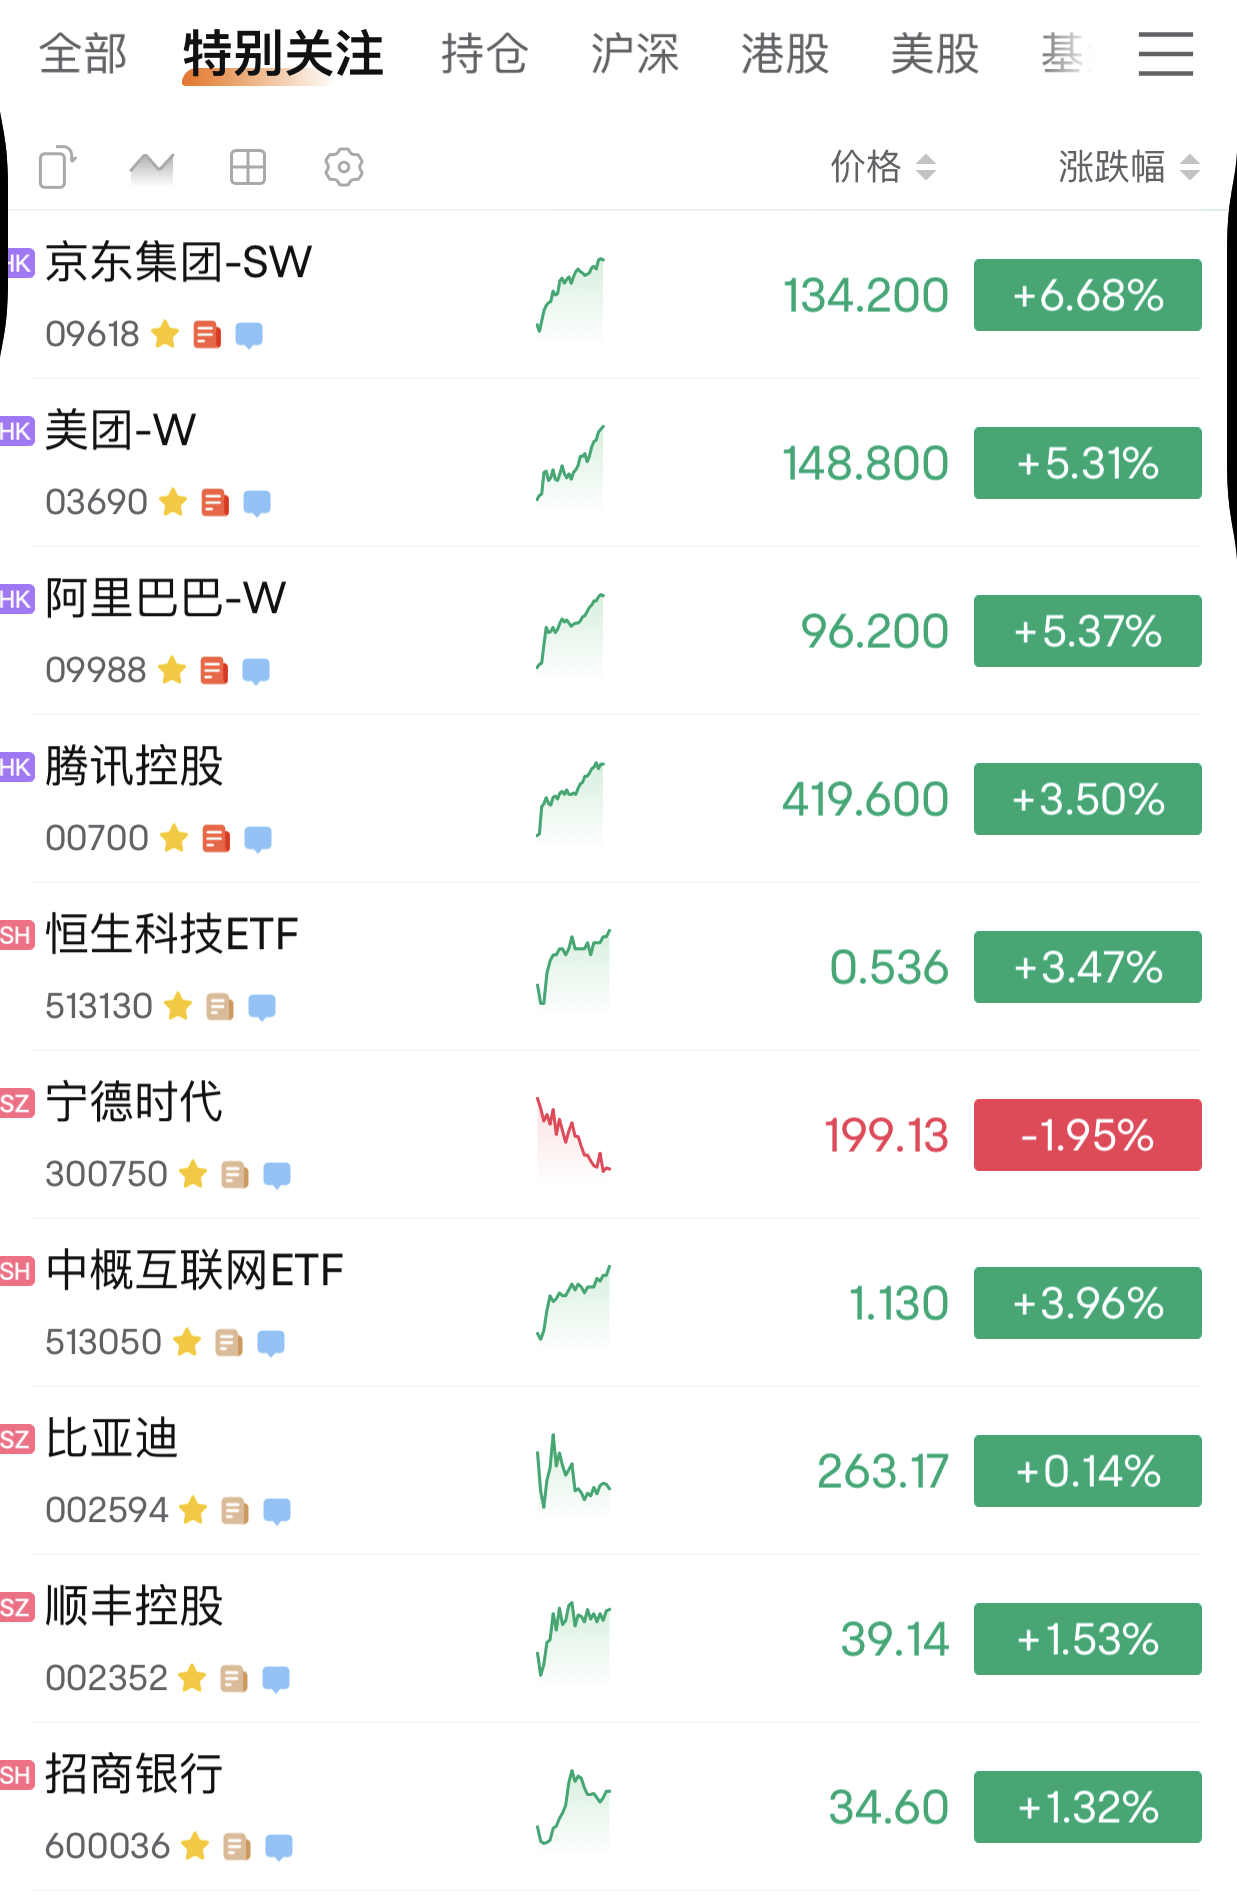 全部 特别关注 持仓 沪深 港股 美股 基
价格 涨跌幅
HK 京东集团-SW
09618
134.200 +6.68%
HK 美团-W
03690
148.800 +5.31%
HK 阿里巴巴-W
09988
96.200 +5.37%
HK 腾讯控股
00700
419.600 +3.50%
SH 恒生科技ETF
513130
0.536 +3.47%
SZ 宁德时代
300750
199.13 -1.95%
SH 中概互联网ETF
513050
1.130 +3.96%
SZ 比亚迪
002594
263.17 +0.14%
SZ 顺丰控股
002352
39.14 +1.53%
SH 招商银行
600036
34.60 +1.32%